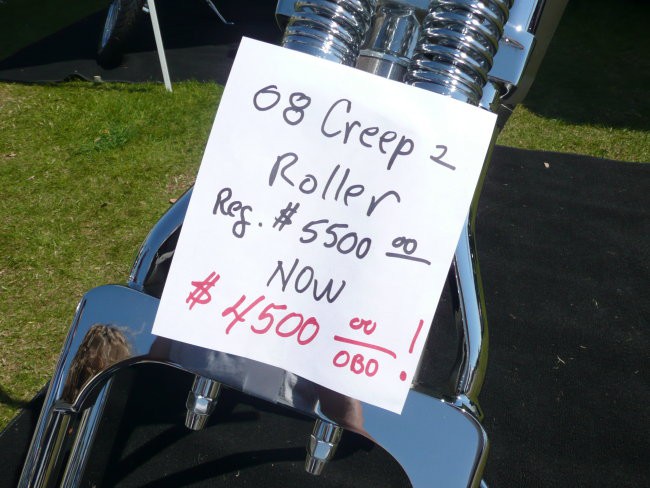 08 Creep 2
Roller
Reg. $5500 00
NOW
$4500 00 !
OBO